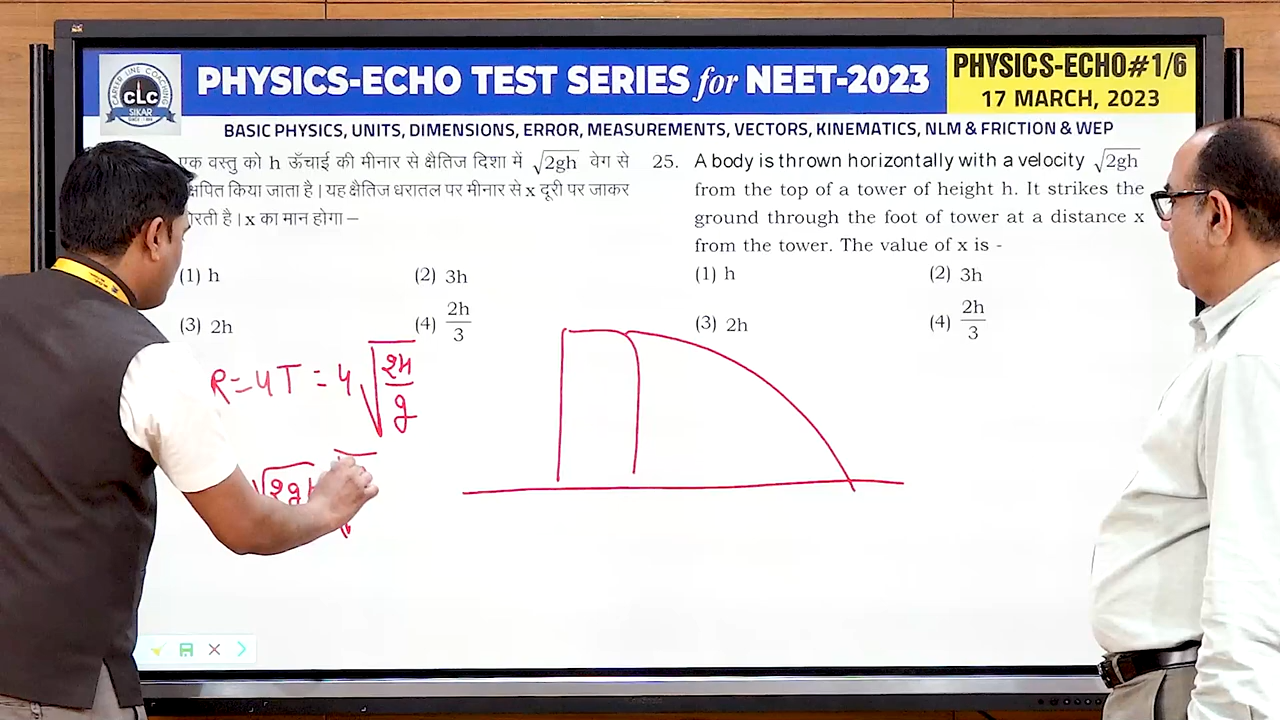 PHYSICS-ECHO TEST SERIES for NEET-2023
PHYSICS-ECHO#1/6
17 MARCH, 2023
CAREER LINE COACHING
CLC
SIKAR
BASIC PHYSICS, UNITS, DIMENSIONS, ERROR, MEASUREMENTS, VECTORS, KINEMATICS, NLM & FRICTION & WEP
एक वस्तु को h ऊँचाई की मीनार से क्षैतिज दिशा में √2gh वेग से
किया जाता है। यह क्षैतिज धरातल पर मीनार से x दूरी पर जाकर
है। x का मान होगा –
(1) h
(2) 3h
(3) 2h
(4) 2h/3
25. A body is thrown horizontally with a velocity √2gh
from the top of a tower of height h. It strikes the
ground through the foot of tower at a distance x
from the tower. The value of x is -
(1) h
(2) 3h
(3) 2h
(4) 2h/3
R = uT = u √2h/g